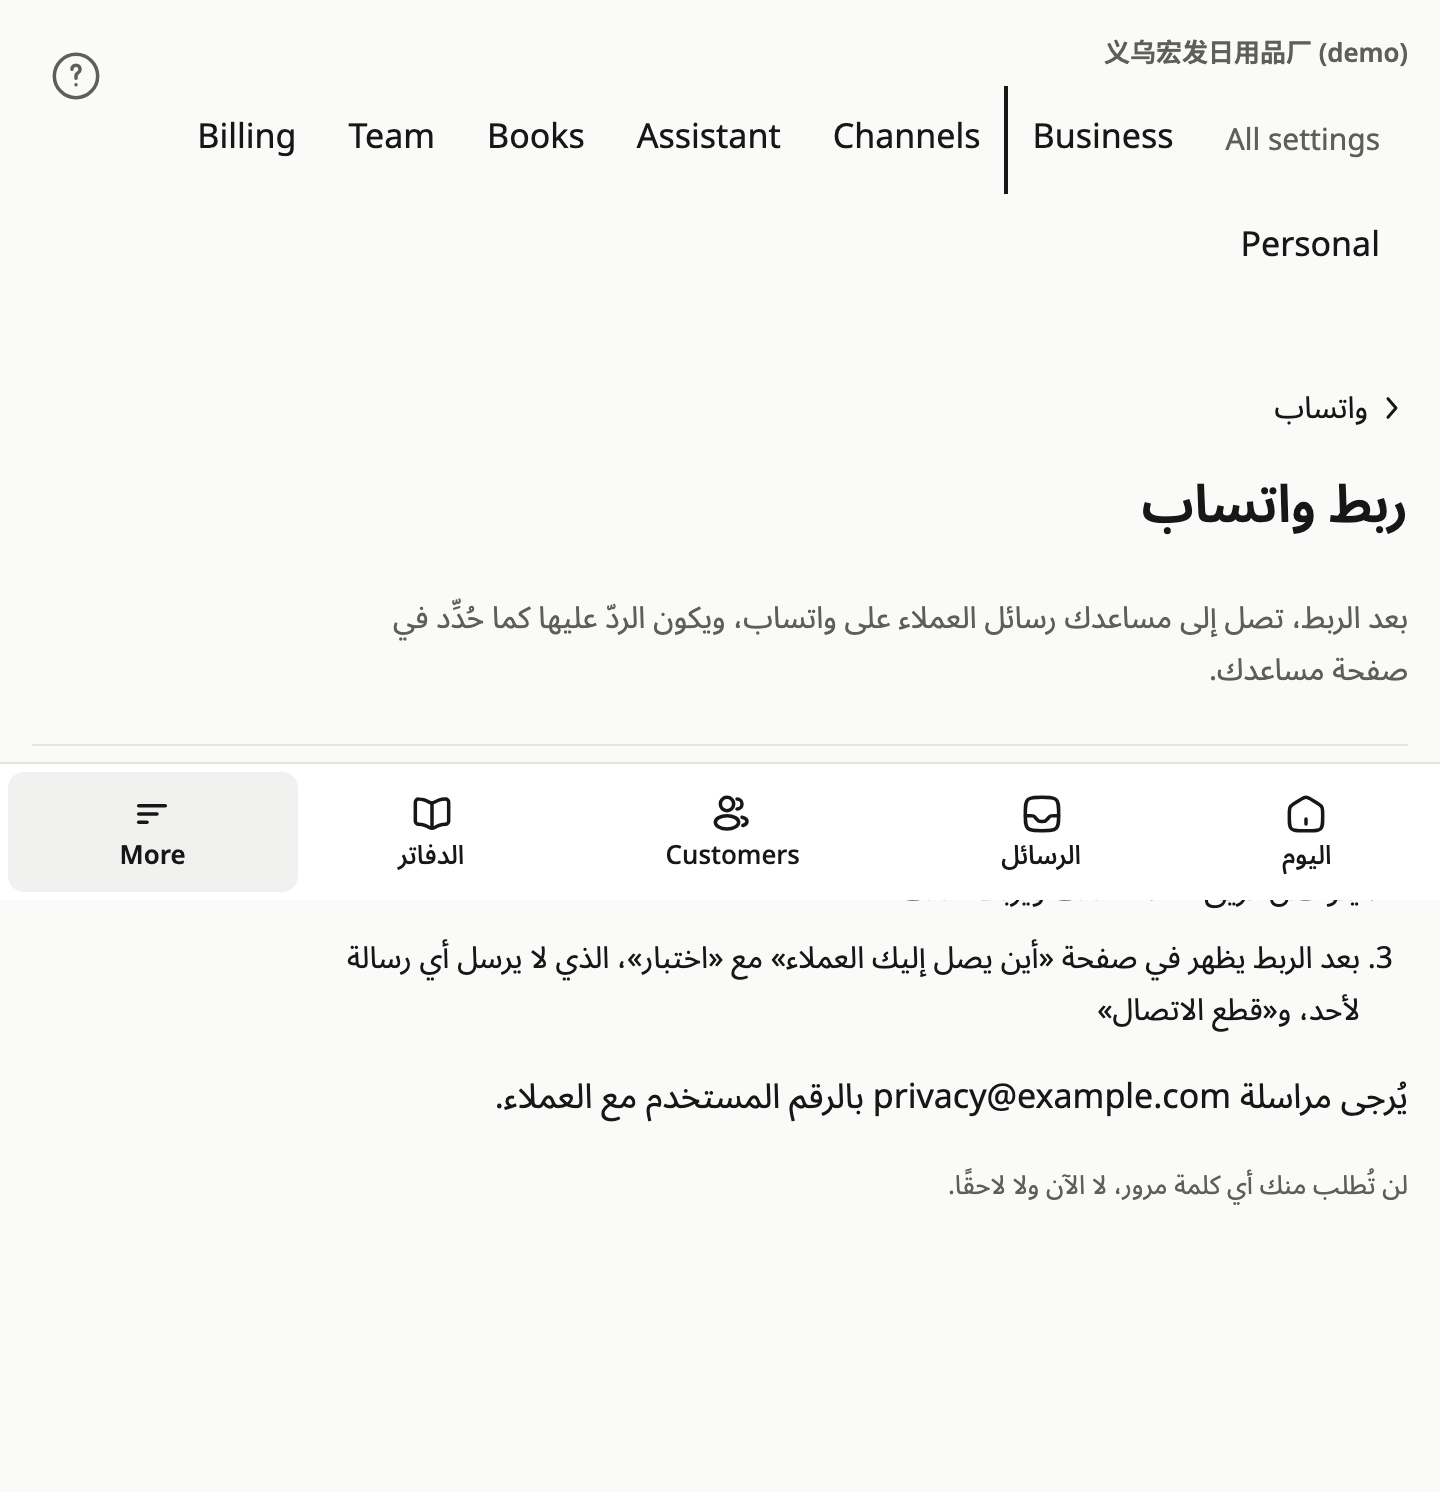 义乌宏发日用品厂 (demo)
All settings
Business
Channels
Assistant
Books
Team
Billing
Personal
واتساب
ربط واتساب
بعد الربط، تصل إلى مساعدك رسائل العملاء على واتساب، ويكون الردّ عليها كما حُدِّد في
صفحة مساعدك.
اليوم
الرسائل
Customers
الدفاتر
More
3. بعد الربط يظهر في صفحة «أين يصل إليك العملاء» مع «اختبار»، الذي لا يرسل أي رسالة
لأحد، و«قطع الاتصال»
يُرجى مراسلة privacy@example.com بالرقم المستخدم مع العملاء.
لن تُطلب منك أي كلمة مرور، لا الآن ولا لاحقًا.